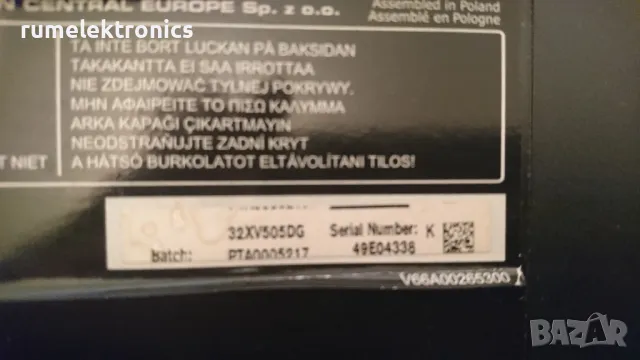 rumelektronics
N CENTRAL EUROPE Sp. z o.o.
Assembled in Poland
Assemblé en Pologne
TA INTE BORT LUCKAN PÅ BAKSIDAN
TAKAKANTTA EI SAA IRROTTAA
NIE ZDEJMOWAĆ TYLNEJ POKRYWY.
ΜΗΝ ΑΦΑΙΡΕΙΤΕ ΤΟ ΠΙΣΩ ΚΑΛΥΜΜΑ
ARKA KAPAĞI ÇIKARTMAYIN
NEODSTRAŇUJTE ZADNÍ KRYT
T NIET
A HÁTSÓ BURKOLATOT ELTÁVOLÍTANI TILOS!
32XV505DG Serial Number: K
Batch: PTA0005217 49E04338
V66A00265300
BAZAR